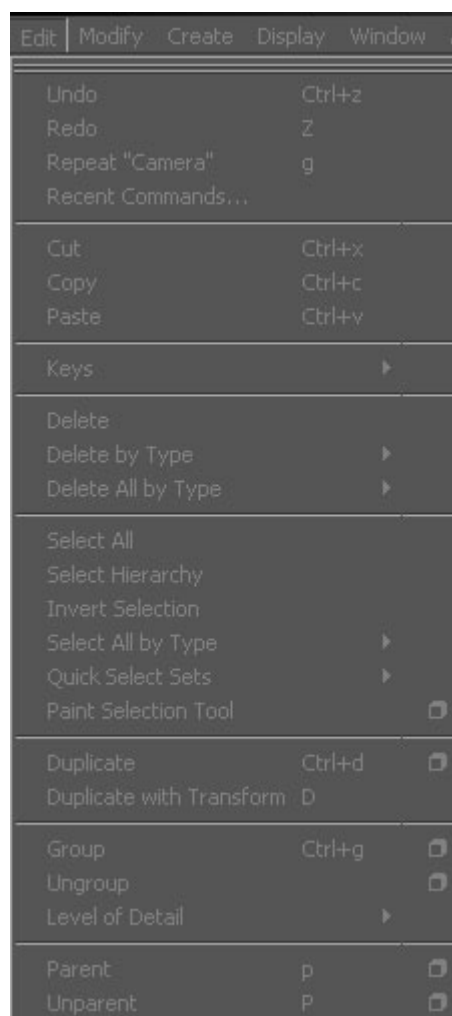 Edit Modify Create Display Window
Undo Ctrl+z
Redo Z
Repeat "Camera" g
Recent Commands...
Cut Ctrl+x
Copy Ctrl+c
Paste Ctrl+v
Keys
Delete
Delete by Type
Delete All by Type
Select All
Select Hierarchy
Invert Selection
Select All by Type
Quick Select Sets
Paint Selection Tool
Duplicate Ctrl+d
Duplicate with Transform D
Group Ctrl+g
Ungroup
Level of Detail
Parent p
Unparent P